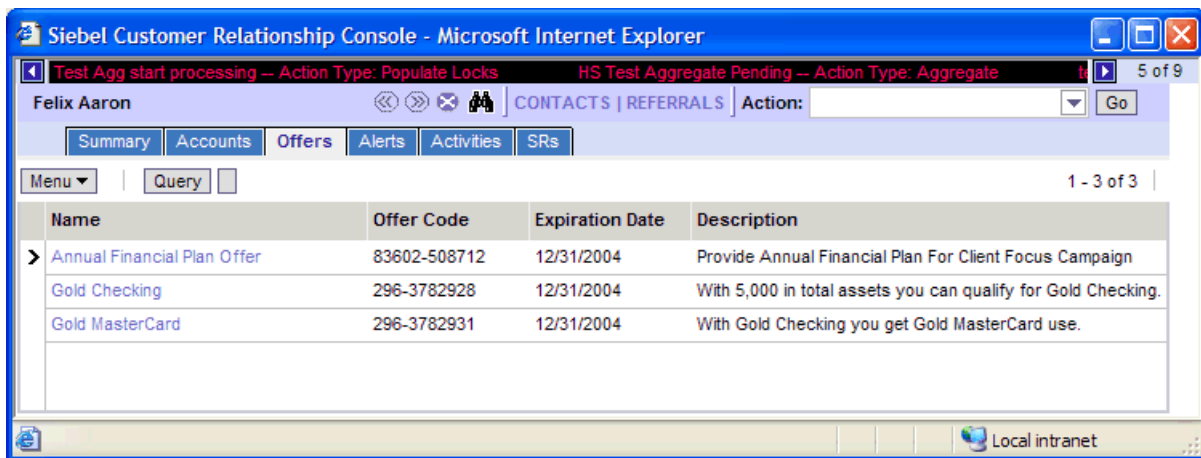 Siebel Customer Relationship Console - Microsoft Internet Explorer
Test Agg start processing -- Action Type: Populate Locks HS Test Aggregate Pending -- Action Type: Aggregate te 5 of 9
Felix Aaron CONTACTS | REFERRALS Action: Go
Summary Accounts Offers Alerts Activities SRs
Menu Query 1 - 3 of 3
Name Offer Code Expiration Date Description
Annual Financial Plan Offer 83602-508712 12/31/2004 Provide Annual Financial Plan For Client Focus Campaign
Gold Checking 296-3782928 12/31/2004 With 5,000 in total assets you can qualify for Gold Checking.
Gold MasterCard 296-3782931 12/31/2004 With Gold Checking you get Gold MasterCard use.
Local intranet